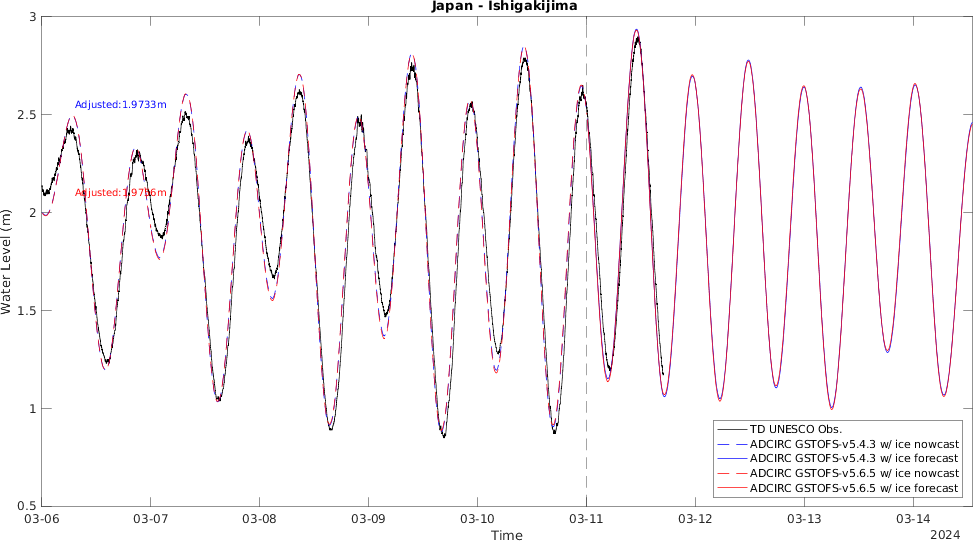 Japan - Ishigakijima
3
2.5
2
1.5
1
0.5
Water Level (m)
Adjusted:1.9733m
03-06
03-07
03-08
03-09
03-10
03-11
03-12
03-13
03-14
Time
2024
TD UNESCO Obs.
ADCIRC GSTOFS-v5.4.3 w/ ice nowcast
ADCIRC GSTOFS-v5.4.3 w/ ice forecast
ADCIRC GSTOFS-v5.6.5 w/ ice nowcast
ADCIRC GSTOFS-v5.6.5 w/ ice forecast